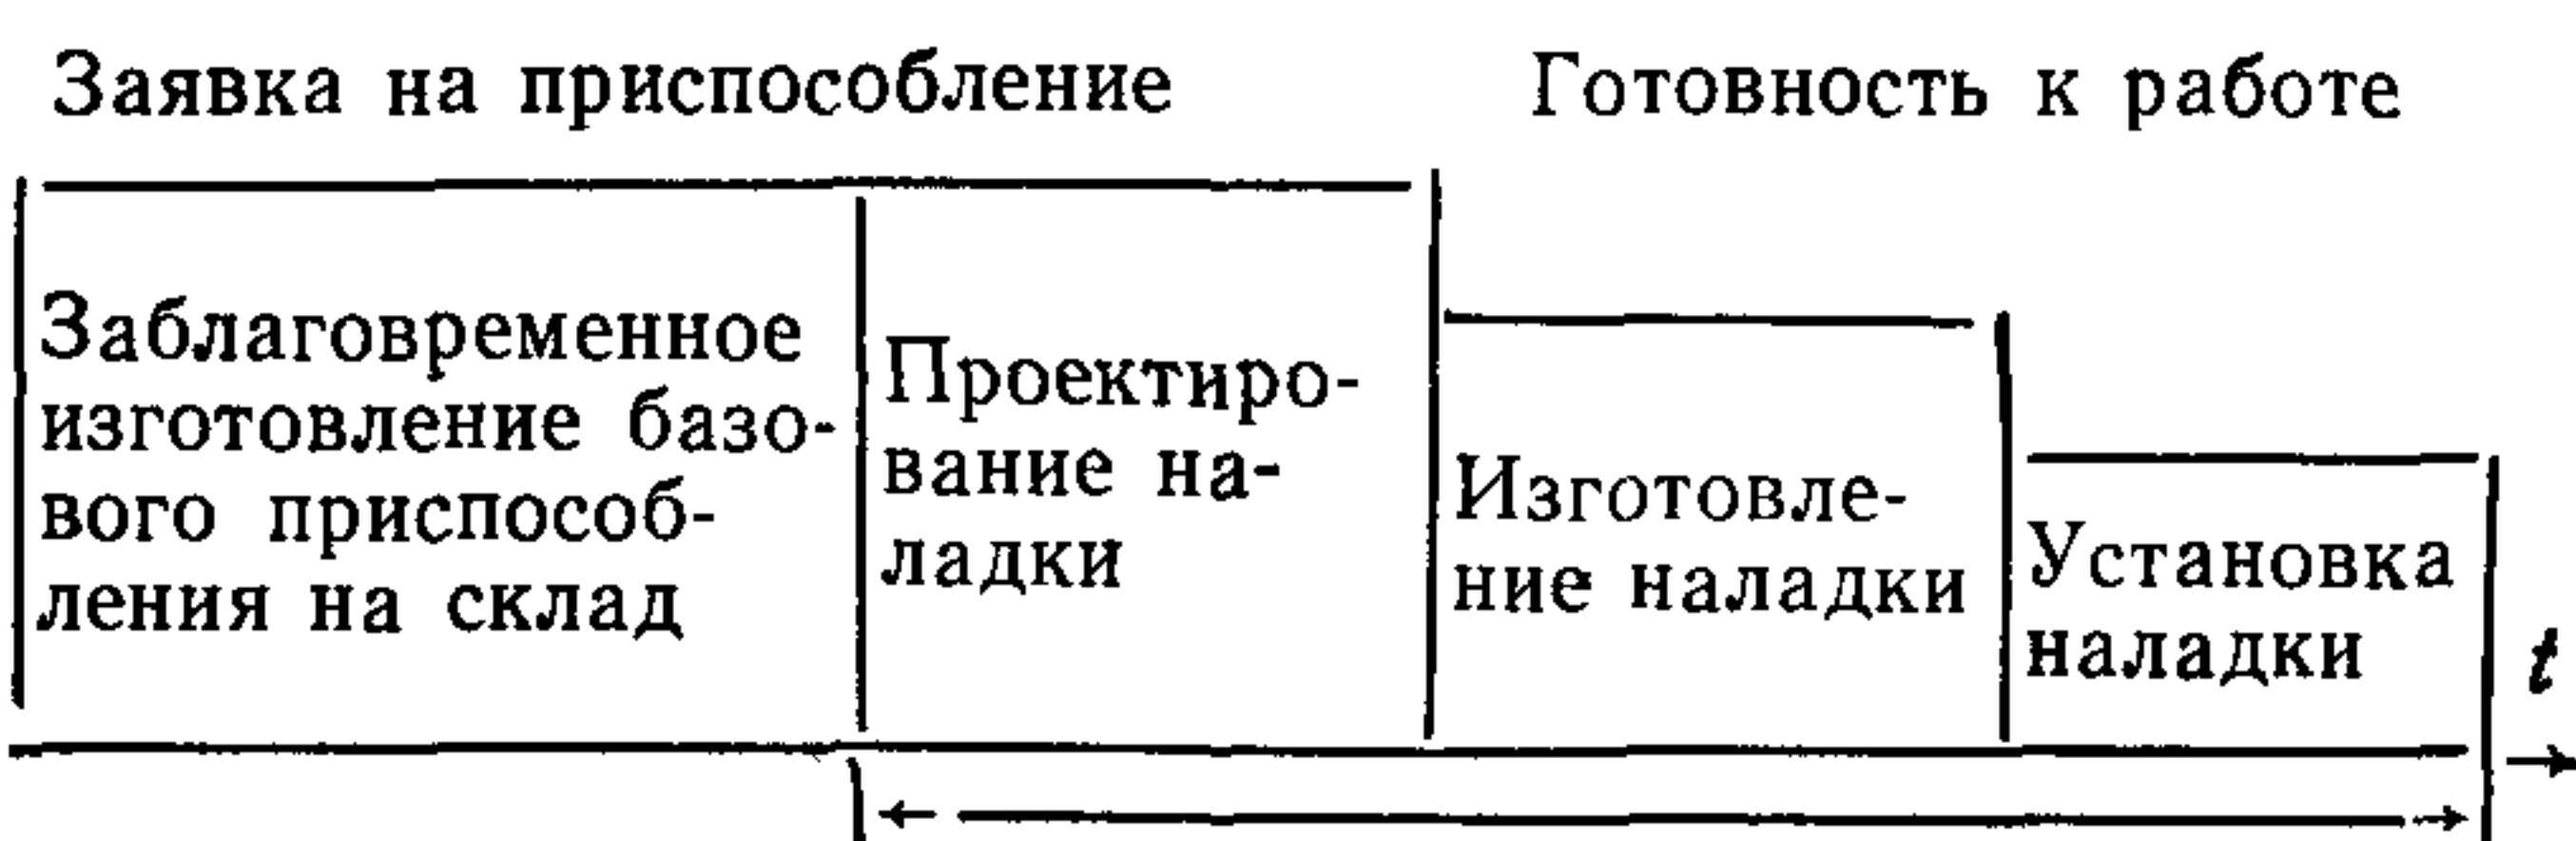 Заявка на приспособление
Готовность к работе
Заблаговременное
изготовление базо-
вого приспособ-
ления на склад
Проектиро-
вание на-
ладки
Изготовле-
ние наладки
Установка
наладки
t